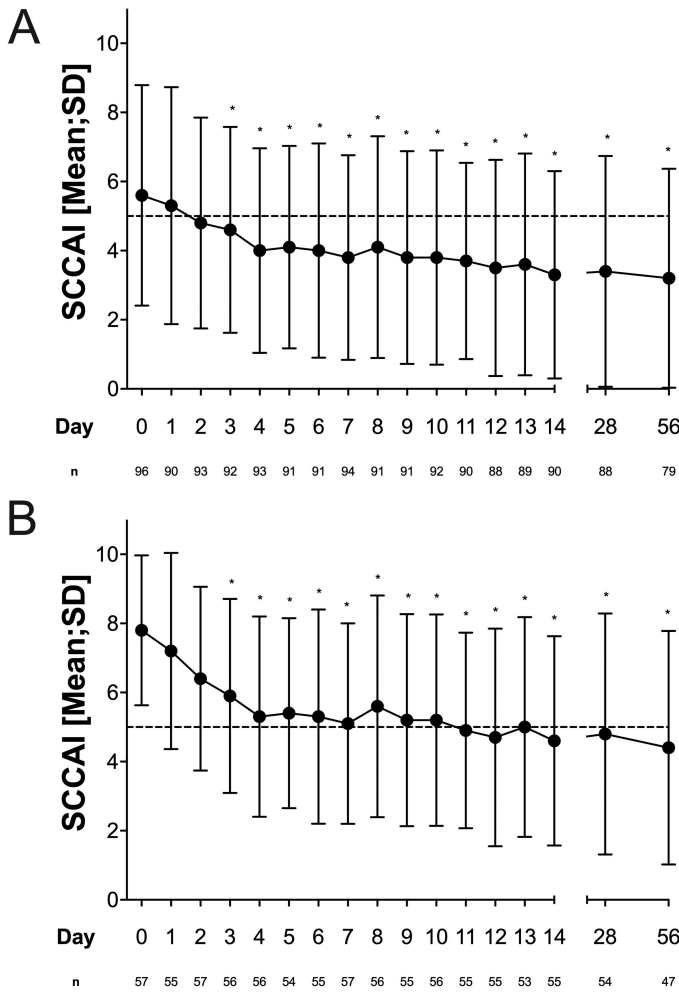 A
SCCAI [Mean;SD]
10
8
6
4
2
0
* * * * * * * * * * * * * *
Day 0 1 2 3 4 5 6 7 8 9 10 11 12 13 14 28 56
n 96 90 93 92 93 91 91 94 91 91 92 90 88 89 90 88 79
B
SCCAI [Mean;SD]
10
8
6
4
2
0
* * * * * * * * * * * * * *
Day 0 1 2 3 4 5 6 7 8 9 10 11 12 13 14 28 56
n 57 55 57 56 56 54 55 57 56 55 56 55 55 53 55 54 47